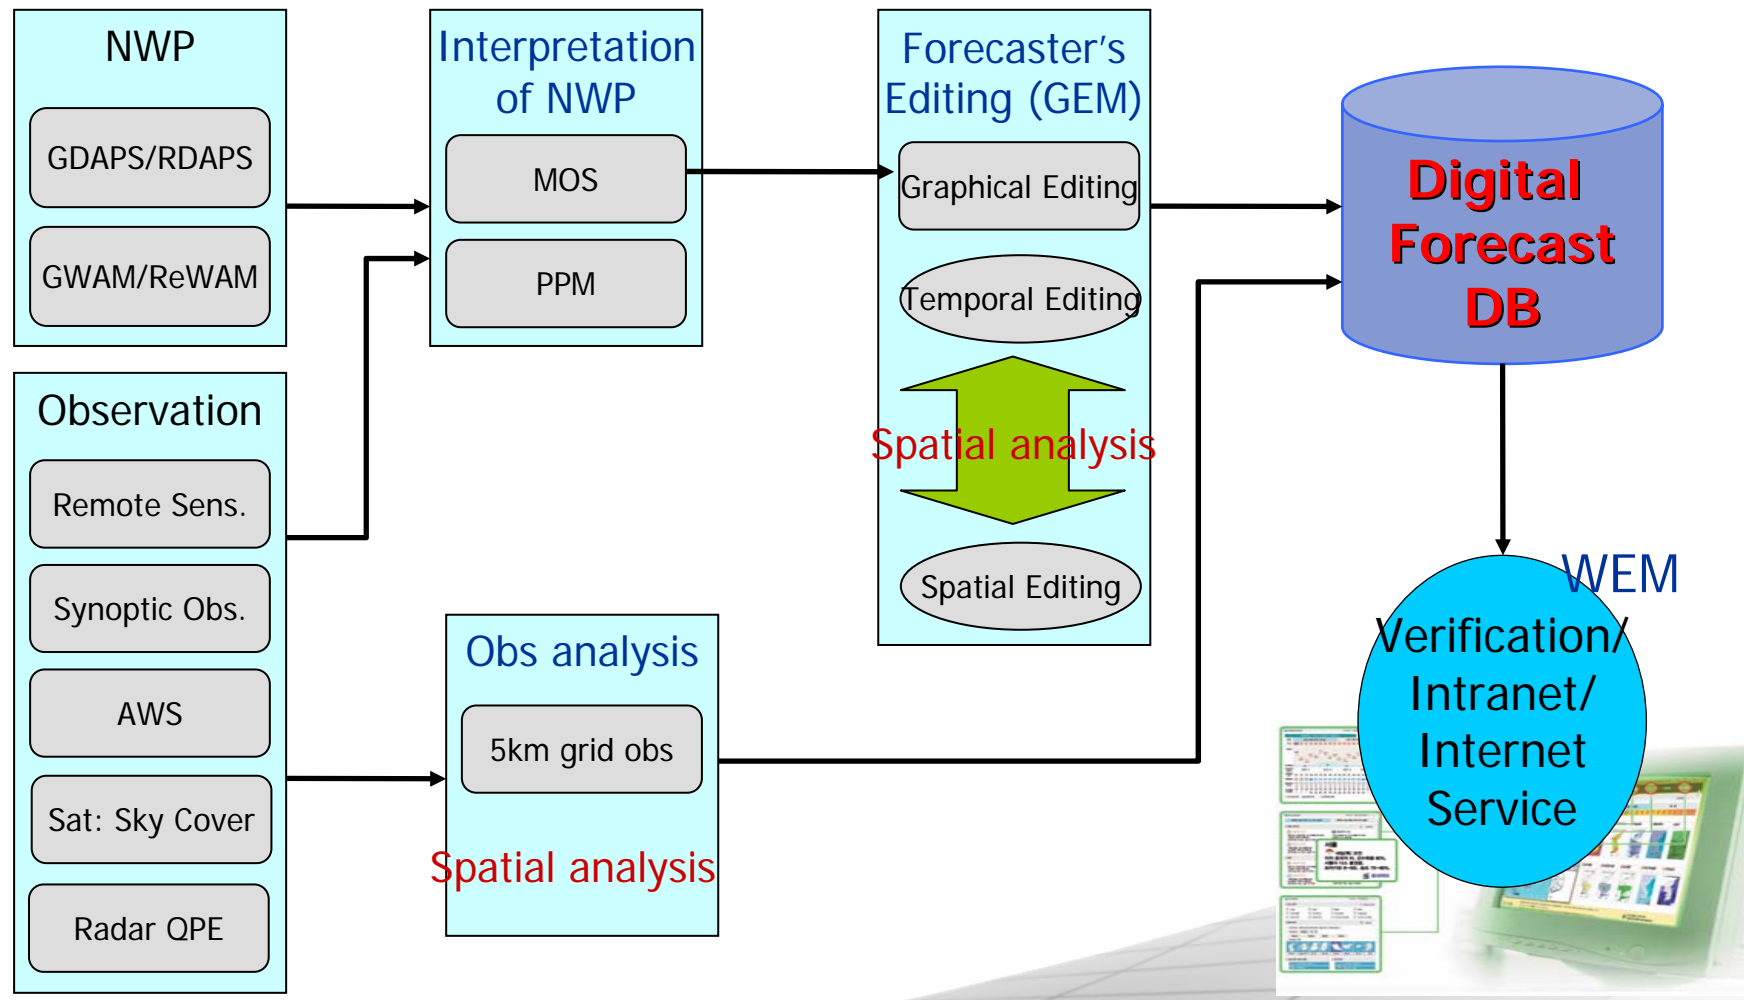 NWP
GDAPS/RDAPS
GWAM/ReWAM
Observation
Remote Sens.
Synoptic Obs.
AWS
Sat: Sky Cover
Radar QPE
Interpretation
of NWP
MOS
PPM
Obs analysis
5km grid obs
Spatial analysis
Forecaster's
Editing (GEM)
Graphical Editing
Temporal Editing
Spatial analysis
Spatial Editing
Digital
Forecast
DB
WEM
Verification/
Intranet/
Internet
Service